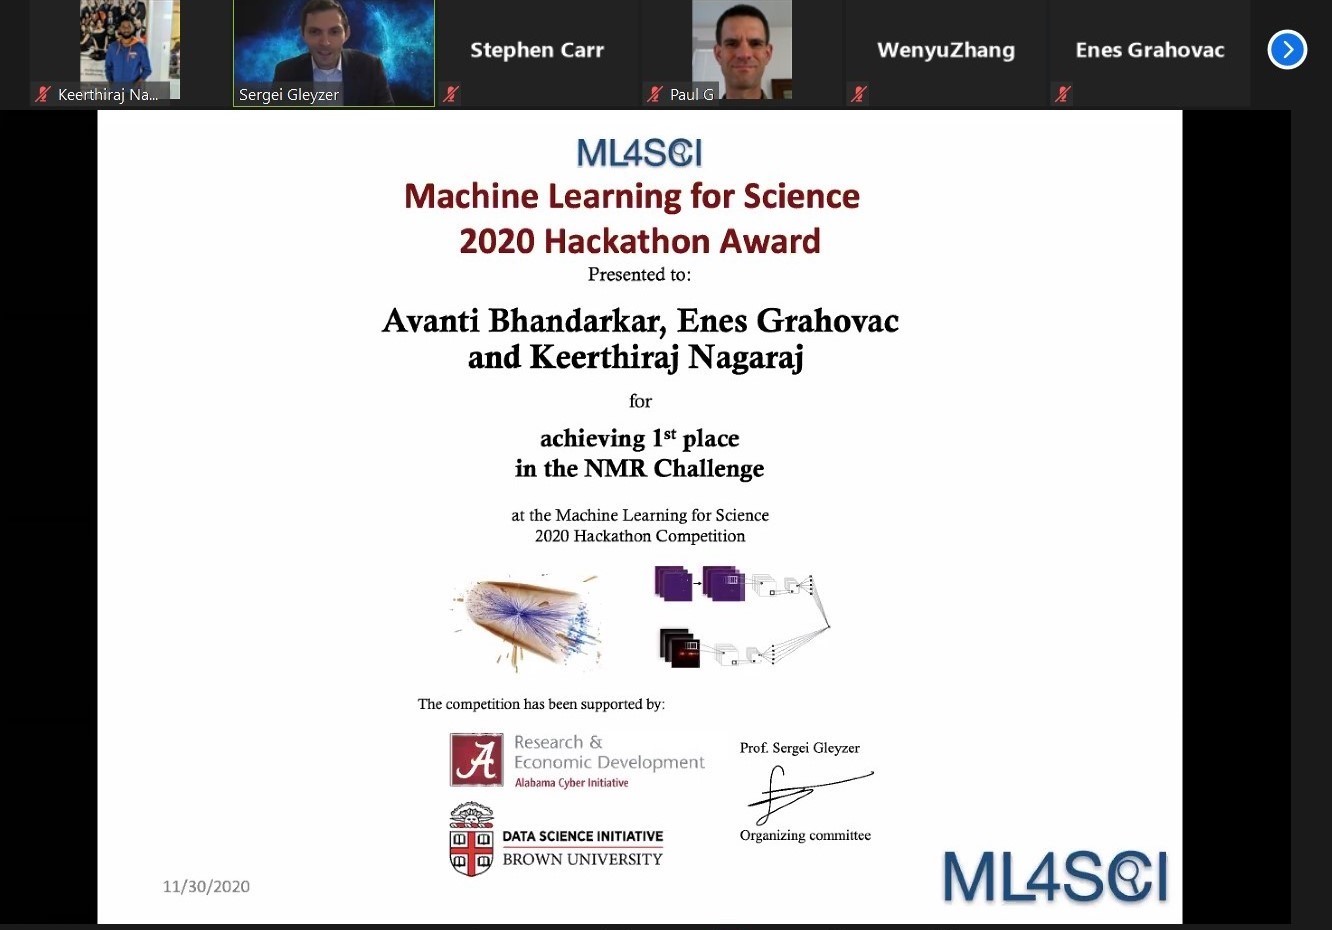 Keerthiraj Na...
Sergei Gleyzer
Stephen Carr
Paul G
WenyuZhang
Enes Grahovac
ML4SCI
Machine Learning for Science
2020 Hackathon Award
Presented to:
Avanti Bhandarkar, Enes Grahovac
and Keerthiraj Nagaraj
for
achieving 1st place
in the NMR Challenge
at the Machine Learning for Science
2020 Hackathon Competition
The competition has been supported by:
A
Research &
Economic Development
Alabama Cyber Initiative
DATA SCIENCE INITIATIVE
BROWN UNIVERSITY
Prof. Sergei Gleyzer
Organizing committee
11/30/2020
ML4SCI